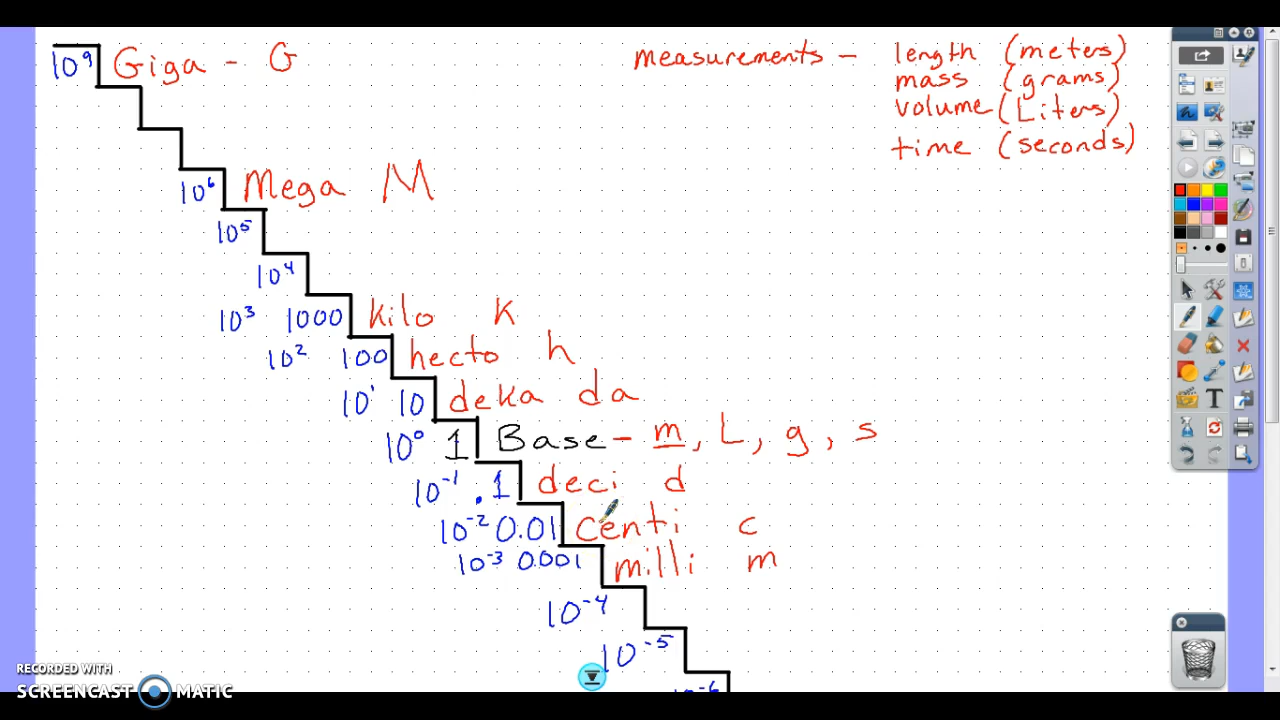 10⁹ Giga - G
measurements - length (meters)
mass (grams)
volume (Liters)
time (seconds)
10⁶ Mega M
10⁵
10⁴
10³ 1000 kilo k
10² 100 hecto h
10¹ 10 deka da
10⁰ 1 Base - m, L, g, s
10⁻¹ .1 deci d
10⁻² 0.01 centi c
10⁻³ 0.001 milli m
10⁻⁴
10⁻⁵
10⁻⁶
RECORDED WITH
SCREENCAST MATIC